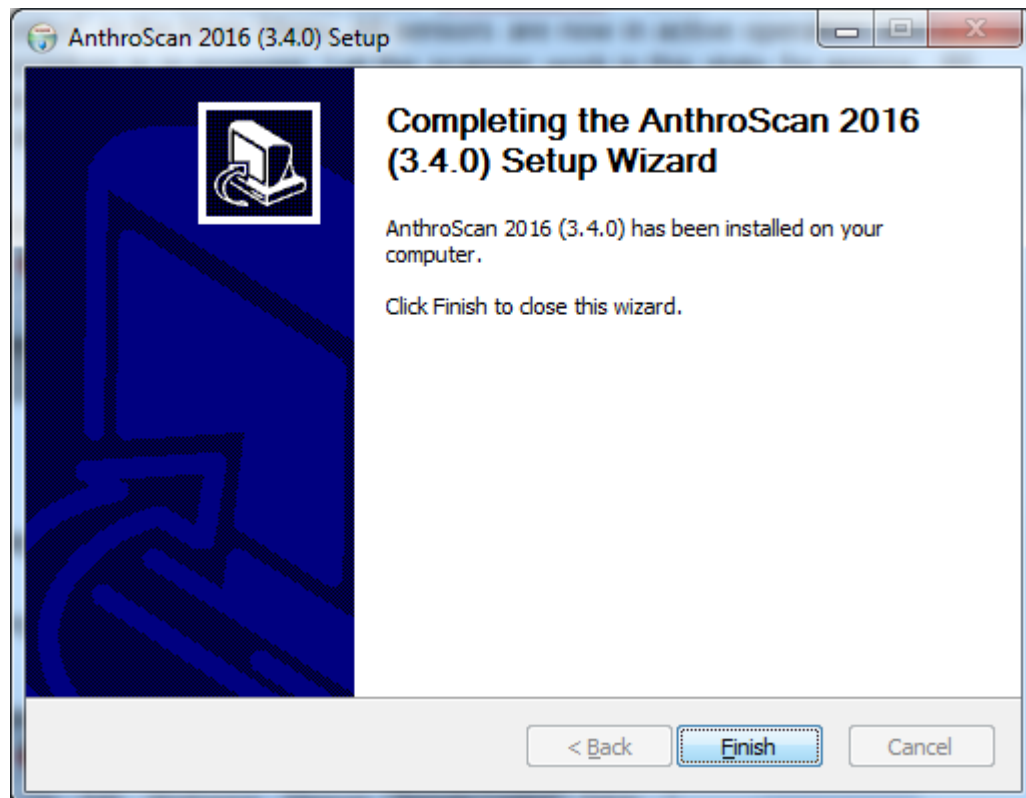 AnthroScan 2016 (3.4.0) Setup
Completing the AnthroScan 2016
(3.4.0) Setup Wizard
AnthroScan 2016 (3.4.0) has been installed on your
computer.
Click Finish to close this wizard.
< Back
Finish
Cancel